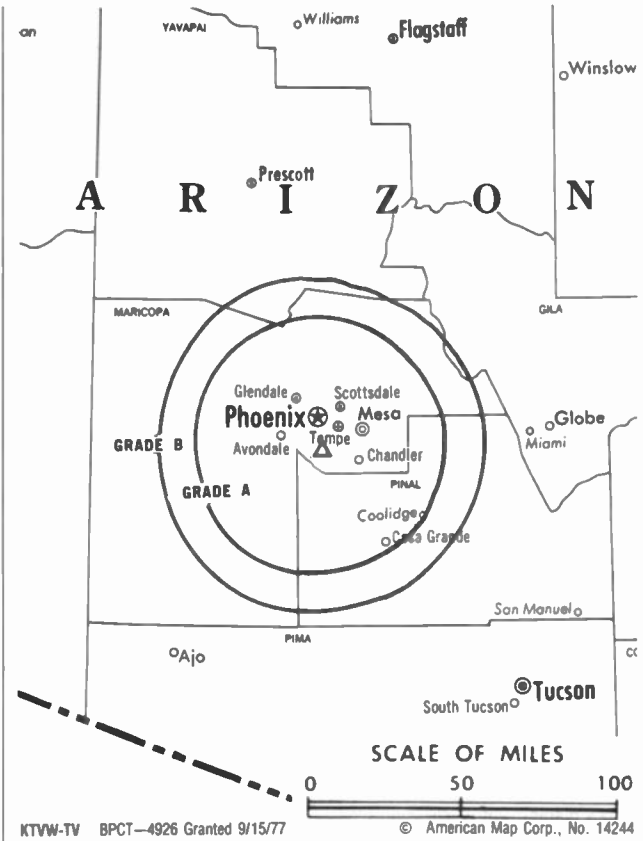 an
YAVAPAI
Williams
Flagstaff
Winslow
Prescott
A R I Z O N
MARICOPA
GILA
Glendale
Scottsdale
Phoenix
Mesa
Globe
Miami
GRADE B
Avondale
Tempe
Chandler
GRADE A
PINAL
Coolidge
Casa Grande
San Manuel
PIMA
CC
Ajo
Tucson
South Tucson
SCALE OF MILES
0 50 100
KTVW-TV BPCT—4926 Granted 9/15/77 © American Map Corp., No. 14244